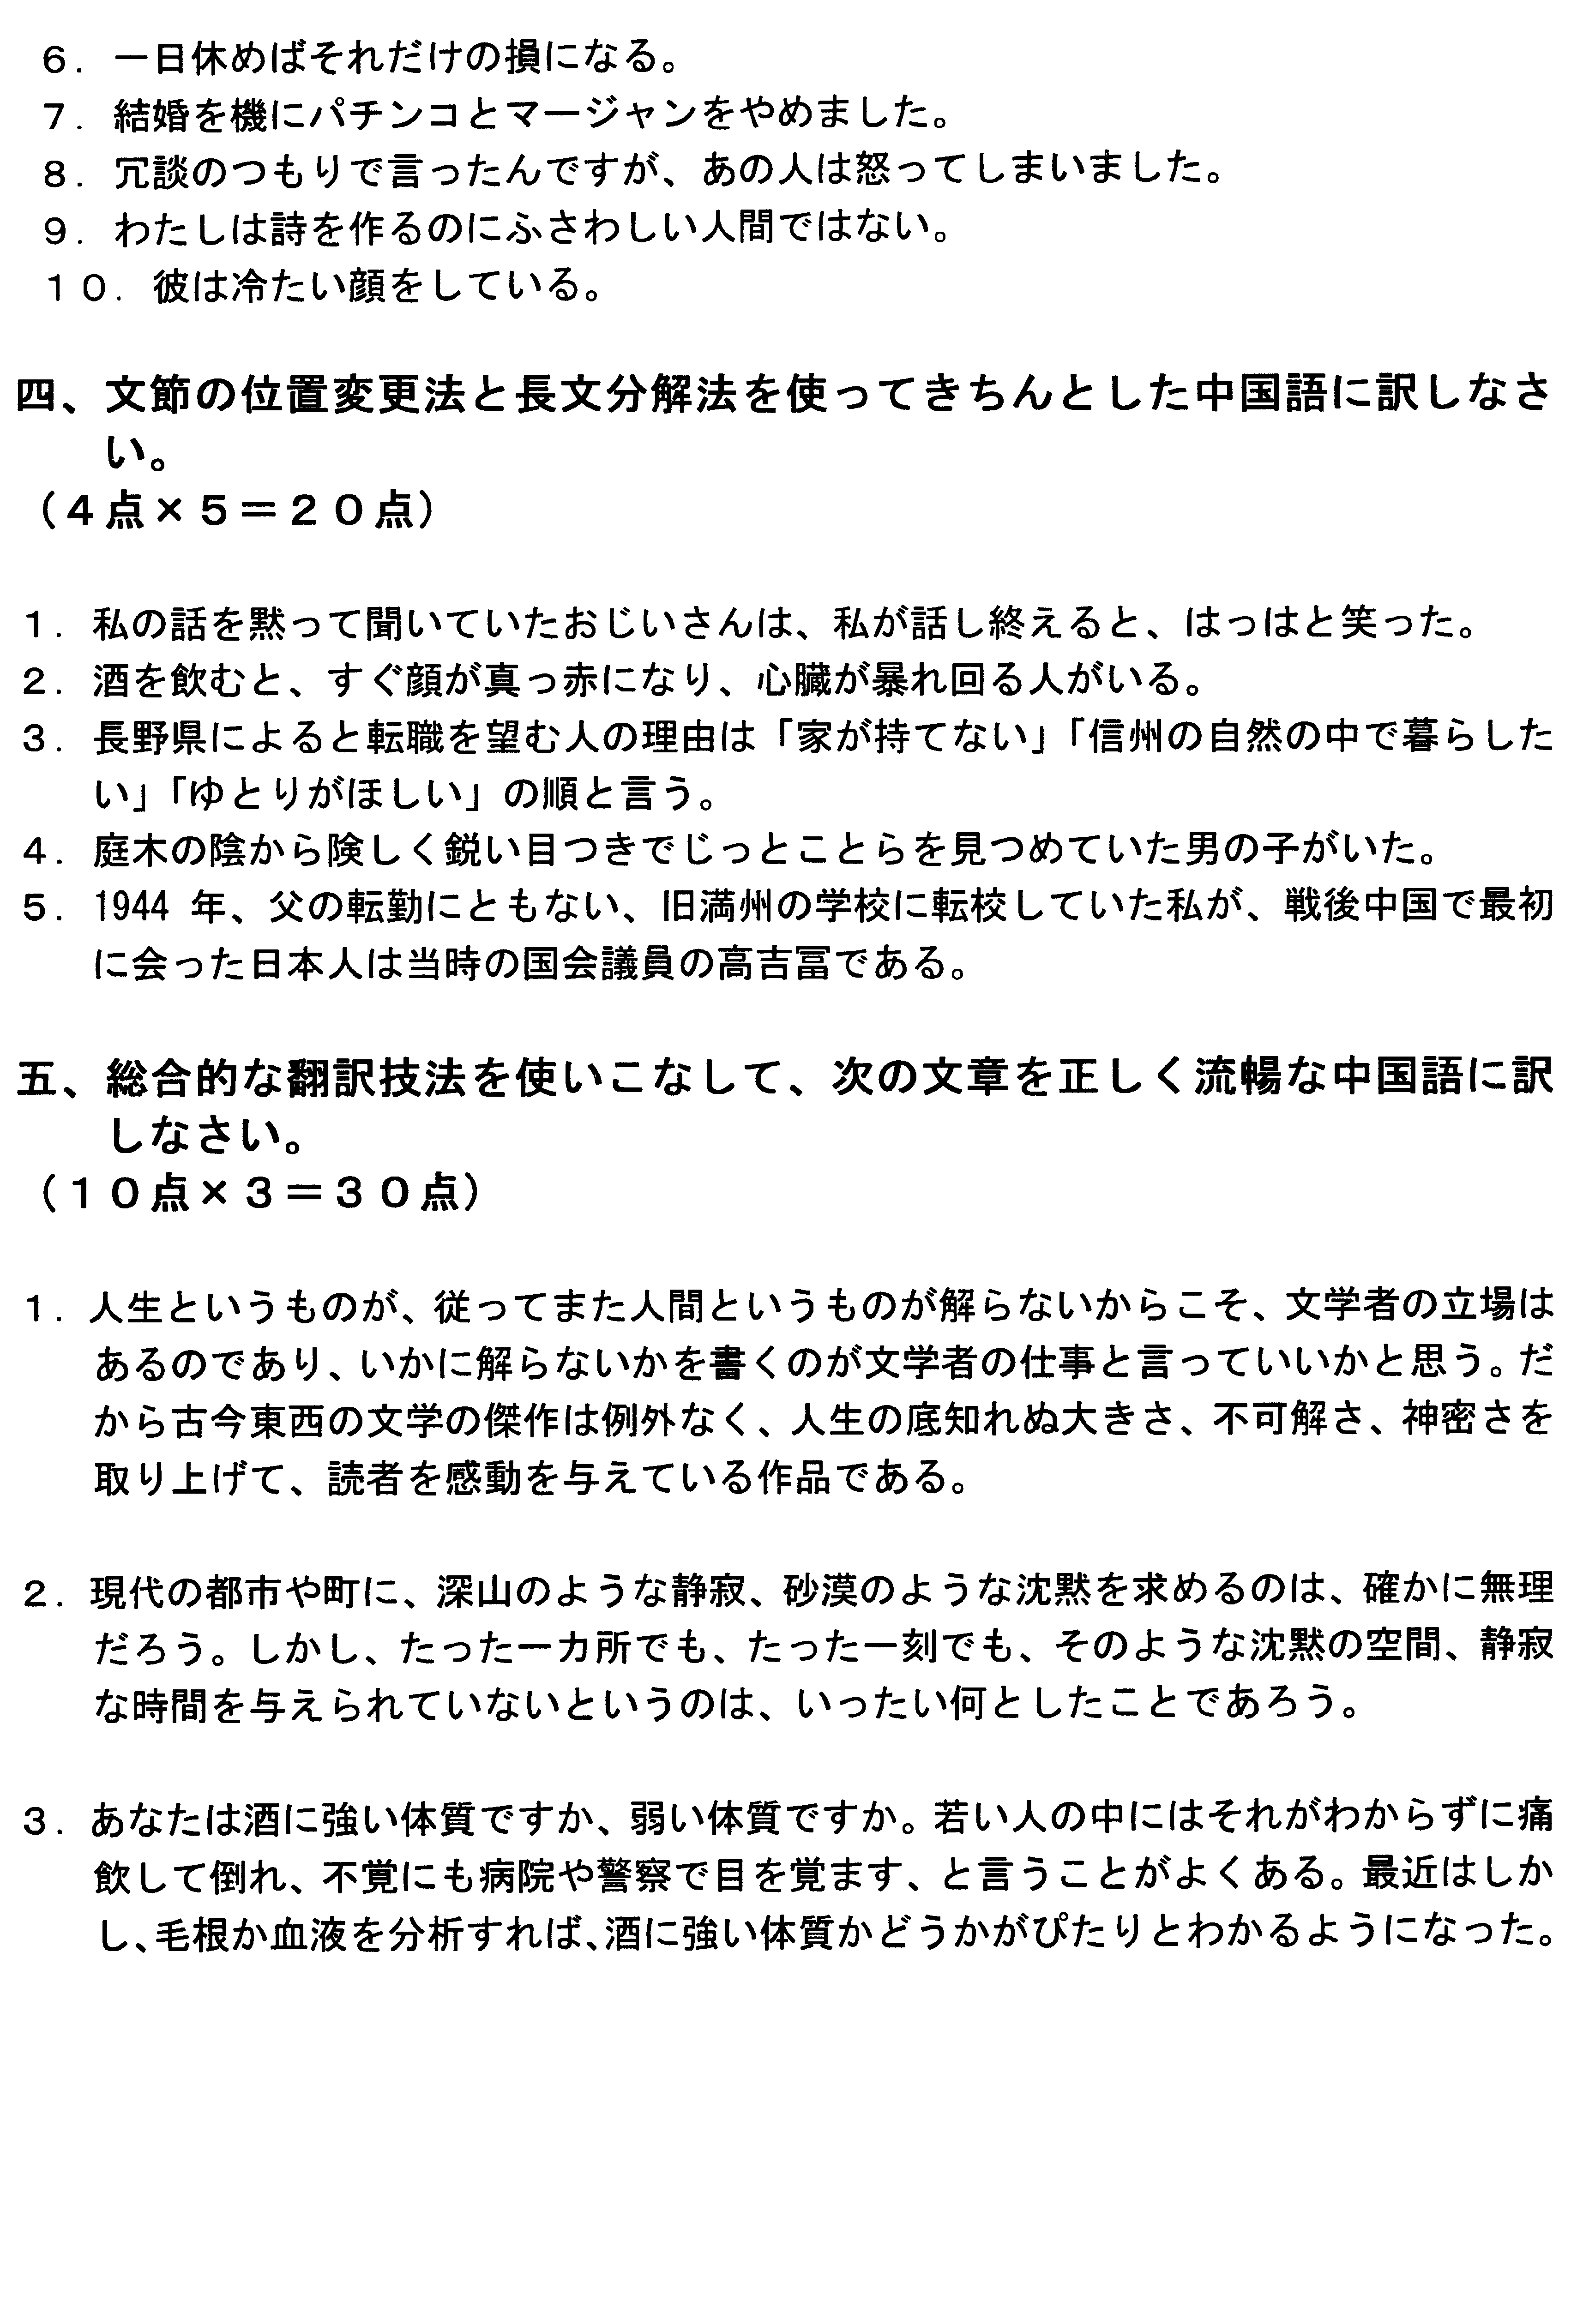 ６．一日休めばそれだけの損になる。
７．結婚を機にパチンコとマージャンをやめました。
８．冗談のつもりで言ったんですが、あの人は怒ってしまいました。
９．わたしは詩を作るのにふさわしい人間ではない。
１０．彼は冷たい顔をしている。
四、文節の位置変更法と長文分解法を使ってきちんとした中国語に訳しなさ
い。
（４点×５＝２０点）
１．私の話を黙って聞いていたおじいさんは、私が話し終えると、はっはと笑った。
２．酒を飲むと、すぐ顔が真っ赤になり、心臓が暴れ回る人がいる。
３．長野県によると転職を望む人の理由は「家が持てない」「信州の自然の中で暮らした
い」「ゆとりがほしい」の順と言う。
４．庭木の陰から険しく鋭い目つきでじっとことらを見つめていた男の子がいた。
５．1944 年、父の転勤にともない、旧満州の学校に転校していた私が、戦後中国で最初
に会った日本人は当時の国会議員の高吉冨である。
五、総合的な翻訳技法を使いこなして、次の文章を正しく流暢な中国語に訳
しなさい。
（１０点×３＝３０点）
１．人生というものが、従ってまた人間というものが解らないからこそ、文学者の立場は
あるのであり、いかに解らないかを書くのが文学者の仕事と言っていいかと思う。だ
から古今東西の文学の傑作は例外なく、人生の底知れぬ大きさ、不可解さ、神密さを
取り上げて、読者を感動を与えている作品である。
２．現代の都市や町に、深山のような静寂、砂漠のような沈黙を求めるのは、確かに無理
だろう。しかし、たった一カ所でも、たった一刻でも、そのような沈黙の空間、静寂
な時間を与えられていないというのは、いったい何としたことであろう。
３．あなたは酒に強い体質ですか、弱い体質ですか。若い人の中にはそれがわからずに痛
飲して倒れ、不覚にも病院や警察で目を覚ます、と言うことがよくある。最近はしか
し、毛根か血液を分析すれば、酒に強い体質かどうかがぴたりとわかるようになった。